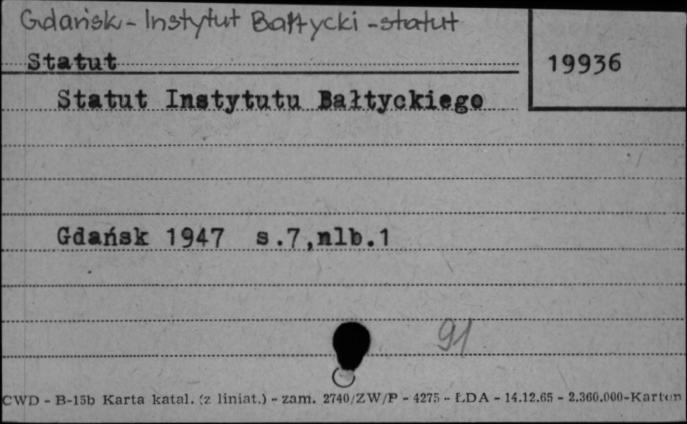 Gdańsk - Instytut Bałtycki - statut
Statut
19936
Statut Instytutu Bałtyckiego
Gdańsk 1947 s.7,nlb.1
91
CWD - B-15b Karta katal. (z liniat.) - zam. 2740/ZW/P - 4275 - ŁDA - 14.12.65 - 2.360.000-Karton